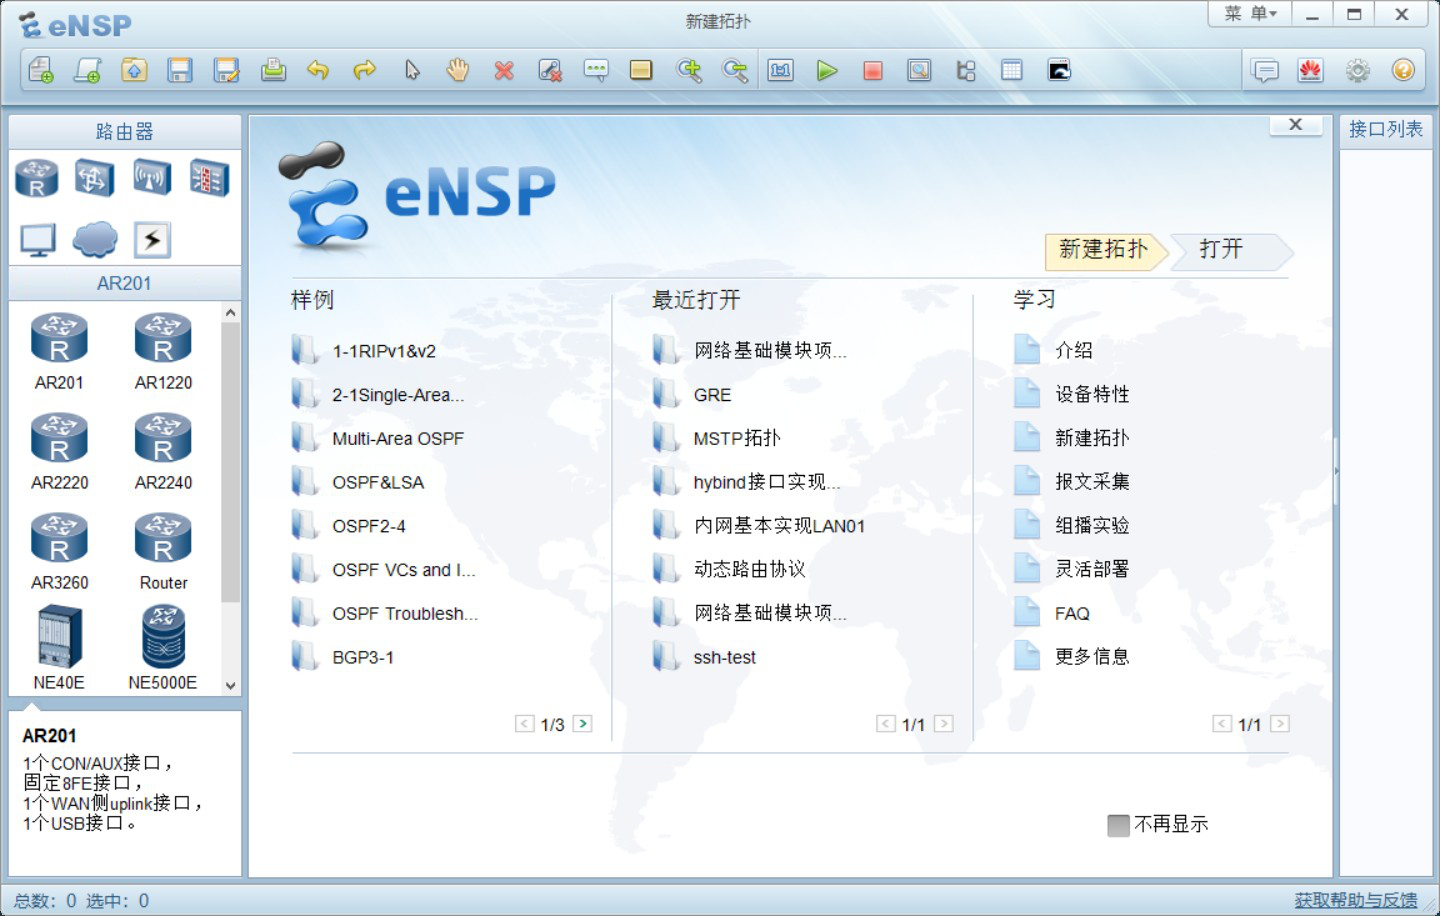 eNSP
新建拓扑
菜 单
路由器
R
AR201
R
AR201
R
AR1220
R
AR2220
R
AR2240
R
AR3260
R
Router
NE40E
NE5000E
AR201
1个CON/AUX接口，
固定8FE接口，
1个WAN侧uplink接口，
1个USB接口。
1:1
eNSP
新建拓扑
打开
样例
1-1RIPv1&v2
2-1Single-Area...
Multi-Area OSPF
OSPF&LSA
OSPF2-4
OSPF VCs and I...
OSPF Troublesh...
BGP3-1
1/3
最近打开
网络基础模块项...
GRE
MSTP拓扑
hybind接口实现...
内网基本实现LAN01
动态路由协议
网络基础模块项...
ssh-test
1/1
学习
介绍
设备特性
新建拓扑
报文采集
组播实验
灵活部署
FAQ
更多信息
1/1
不再显示
接口列表
总数：0 选中：0
获取帮助与反馈